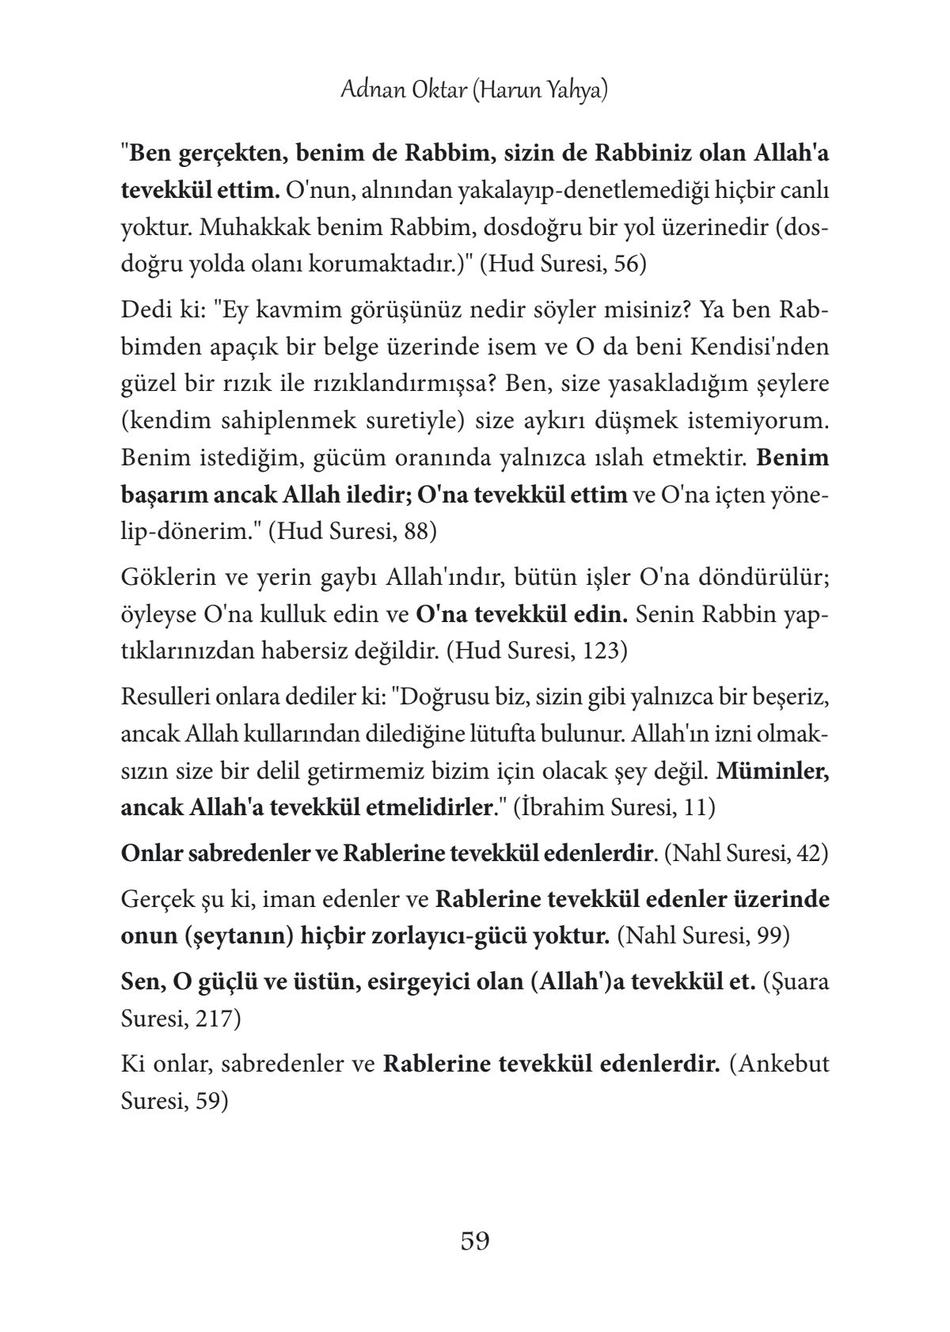 Adnan Oktar (Harun Yahya)
"Ben gerçekten, benim de Rabbim, sizin de Rabbiniz olan Allah'a
tevekkül ettim. O'nun, alnından yakalayıp-denetlemediği hiçbir canlı
yoktur. Muhakkak benim Rabbim, dosdoğru bir yol üzerinedir (dos-
doğru yolda olanı korumaktadır.)" (Hud Suresi, 56)
Dedi ki: "Ey kavmim görüşünüz nedir söyler misiniz? Ya ben Rab-
bimden apaçık bir belge üzerinde isem ve O da beni Kendisi'nden
güzel bir rızık ile rızıklandırmışsa? Ben, size yasakladığım şeylere
(kendim sahiplenmek suretiyle) size aykırı düşmek istemiyorum.
Benim istediğim, gücüm oranında yalnızca ıslah etmektir. Benim
başarım ancak Allah iledir; O'na tevekkül ettim ve O'na içten yöne-
lip-dönerim." (Hud Suresi, 88)
Göklerin ve yerin gaybı Allah'ındır, bütün işler O'na döndürülür;
öyleyse O'na kulluk edin ve O'na tevekkül edin. Senin Rabbin yap-
tıklarınızdan habersiz değildir. (Hud Suresi, 123)
Resulleri onlara dediler ki: "Doğrusu biz, sizin gibi yalnızca bir beşeriz,
ancak Allah kullarından dilediğine lütufta bulunur. Allah'ın izni olmak-
sızın size bir delil getirmemiz bizim için olacak şey değil. Müminler,
ancak Allah'a tevekkül etmelidirler." (İbrahim Suresi, 11)
Onlar sabredenler ve Rablerine tevekkül edenlerdir. (Nahl Suresi, 42)
Gerçek şu ki, iman edenler ve Rablerine tevekkül edenler üzerinde
onun (şeytanın) hiçbir zorlayıcı-gücü yoktur. (Nahl Suresi, 99)
Sen, O güçlü ve üstün, esirgeyici olan (Allah')a tevekkül et. (Şuara
Suresi, 217)
Ki onlar, sabredenler ve Rablerine tevekkül edenlerdir. (Ankebut
Suresi, 59)
59